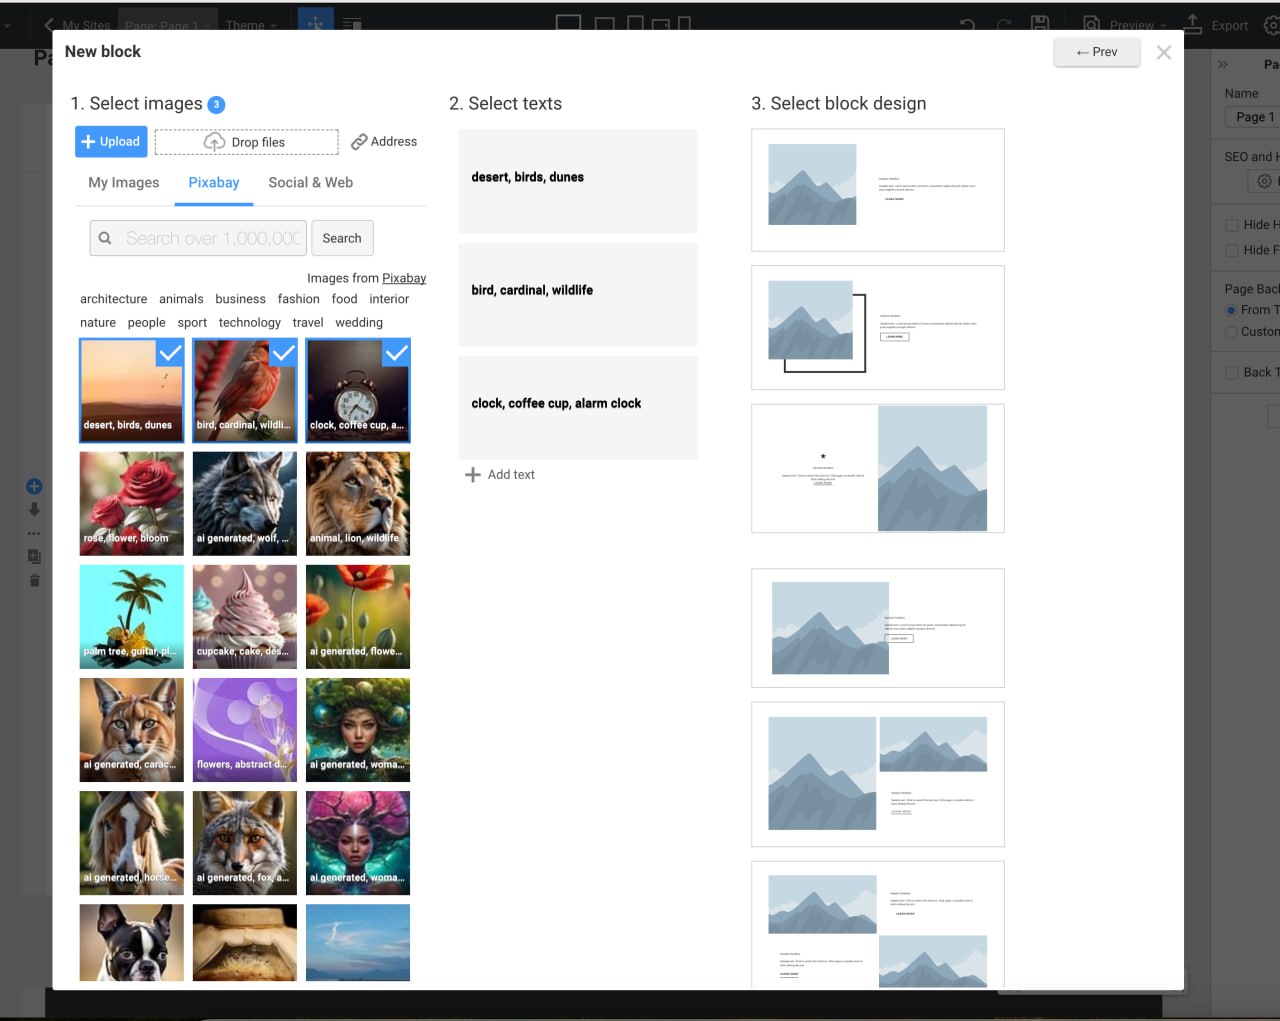 My Sites
Page: Page 1
Theme
Preview
Export
New block
← Prev
1. Select images 3
Upload
Drop files
Address
My Images
Pixabay
Social & Web
Search over 1,000,000
Search
Images from Pixabay
architecture animals business fashion food interior
nature people sport technology travel wedding
desert, birds, dunes
bird, cardinal, wildli...
clock, coffee cup, a...
rose, flower, bloom
ai generated, wolf, ...
animal, lion, wildlife
palm tree, guitar, pl...
cupcake, cake, des...
ai generated, flowe...
ai generated, carac...
flowers, abstract d...
ai generated, woma...
ai generated, horse...
ai generated, fox, a...
ai generated, woma...
2. Select texts
desert, birds, dunes
bird, cardinal, wildlife
clock, coffee cup, alarm clock
Add text
3. Select block design
Name
Page 1
SEO and H
Hide H
Hide F
Page Bac
From T
Custon
Back T